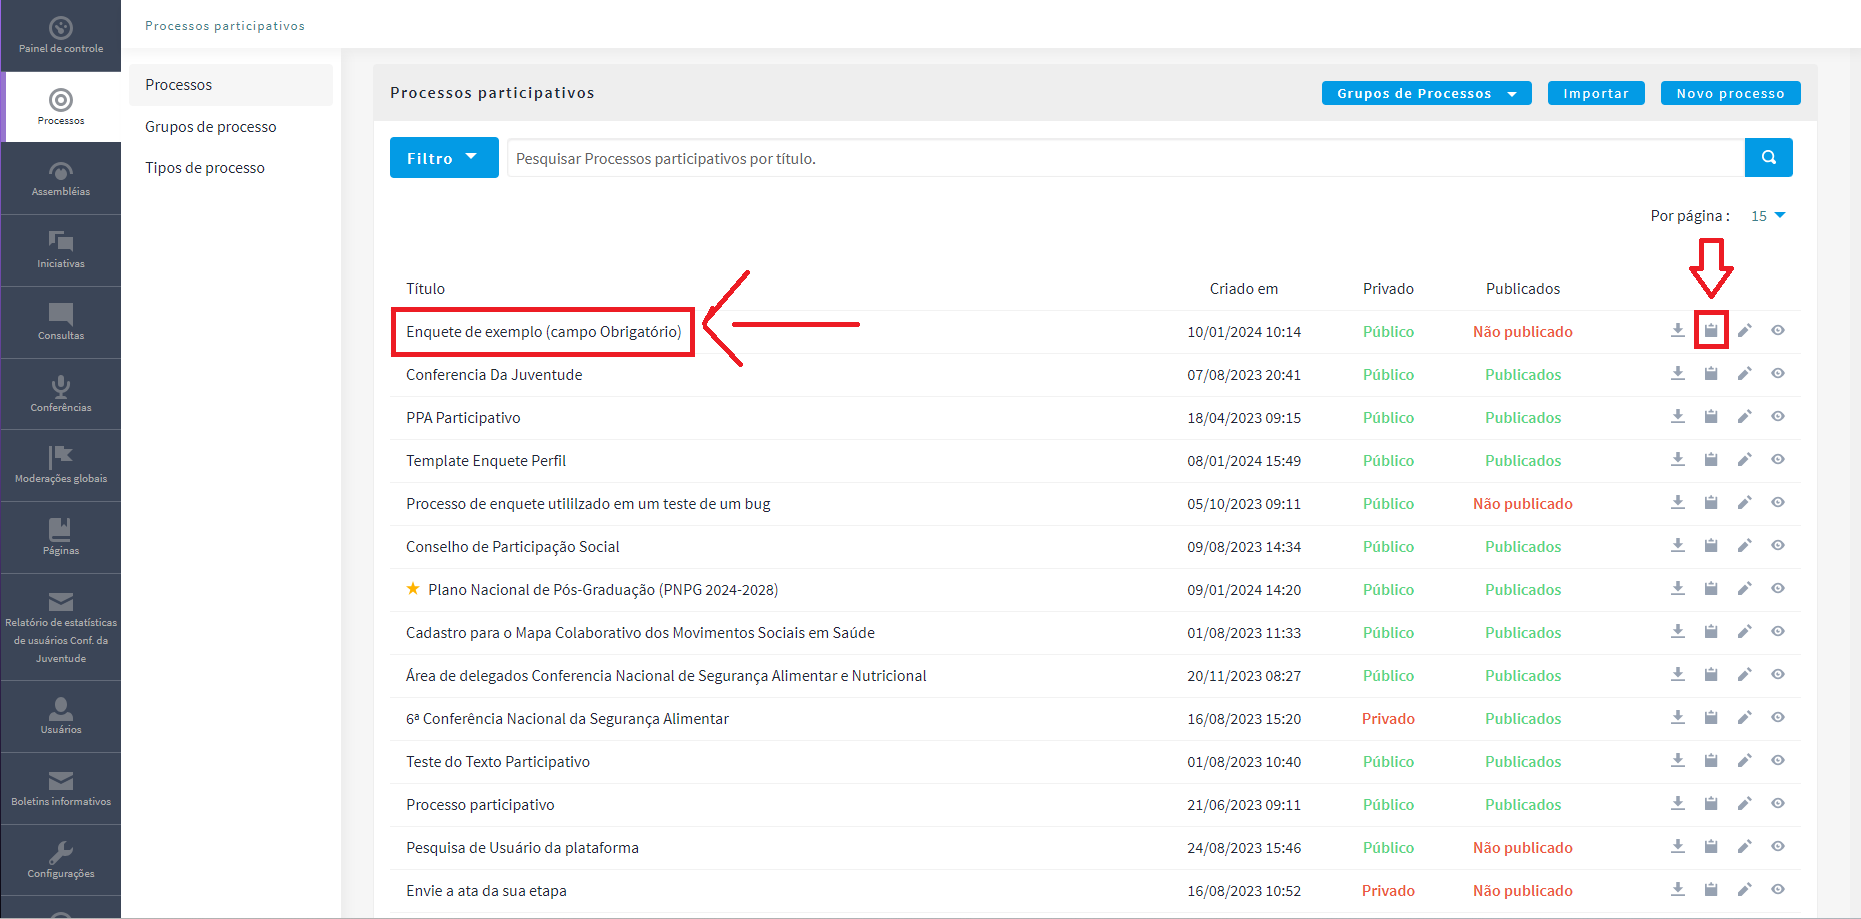 Painel de controle
Processos
Assembléias
Iniciativas
Consultas
Conferências
Moderações globais
Páginas
Relatório de estatísticas
de usuários Conf. da
Juventude
Usuários
Boletins informativos
Configurações
Processos participativos
Processos
Grupos de processo
Tipos de processo
Processos participativos
Grupos de Processos
Importar
Novo processo
Filtro
Pesquisar Processos participativos por título.
Por página : 15
Título Criado em Privado Publicados
Enquete de exemplo (campo Obrigatório) 10/01/2024 10:14 Público Não publicado
Conferencia Da Juventude 07/08/2023 20:41 Público Publicados
PPA Participativo 18/04/2023 09:15 Público Publicados
Template Enquete Perfil 08/01/2024 15:49 Público Publicados
Processo de enquete utililzado em um teste de um bug 05/10/2023 09:11 Público Não publicado
Conselho de Participação Social 09/08/2023 14:34 Público Publicados
Plano Nacional de Pós-Graduação (PNPG 2024-2028) 09/01/2024 14:20 Público Publicados
Cadastro para o Mapa Colaborativo dos Movimentos Sociais em Saúde 01/08/2023 11:33 Público Publicados
Área de delegados Conferencia Nacional de Segurança Alimentar e Nutricional 20/11/2023 08:27 Público Publicados
6ª Conferência Nacional da Segurança Alimentar 16/08/2023 15:20 Privado Publicados
Teste do Texto Participativo 01/08/2023 10:40 Público Publicados
Processo participativo 21/06/2023 09:11 Público Publicados
Pesquisa de Usuário da plataforma 24/08/2023 15:46 Público Não publicado
Envie a ata da sua etapa 16/08/2023 10:52 Privado Não publicado